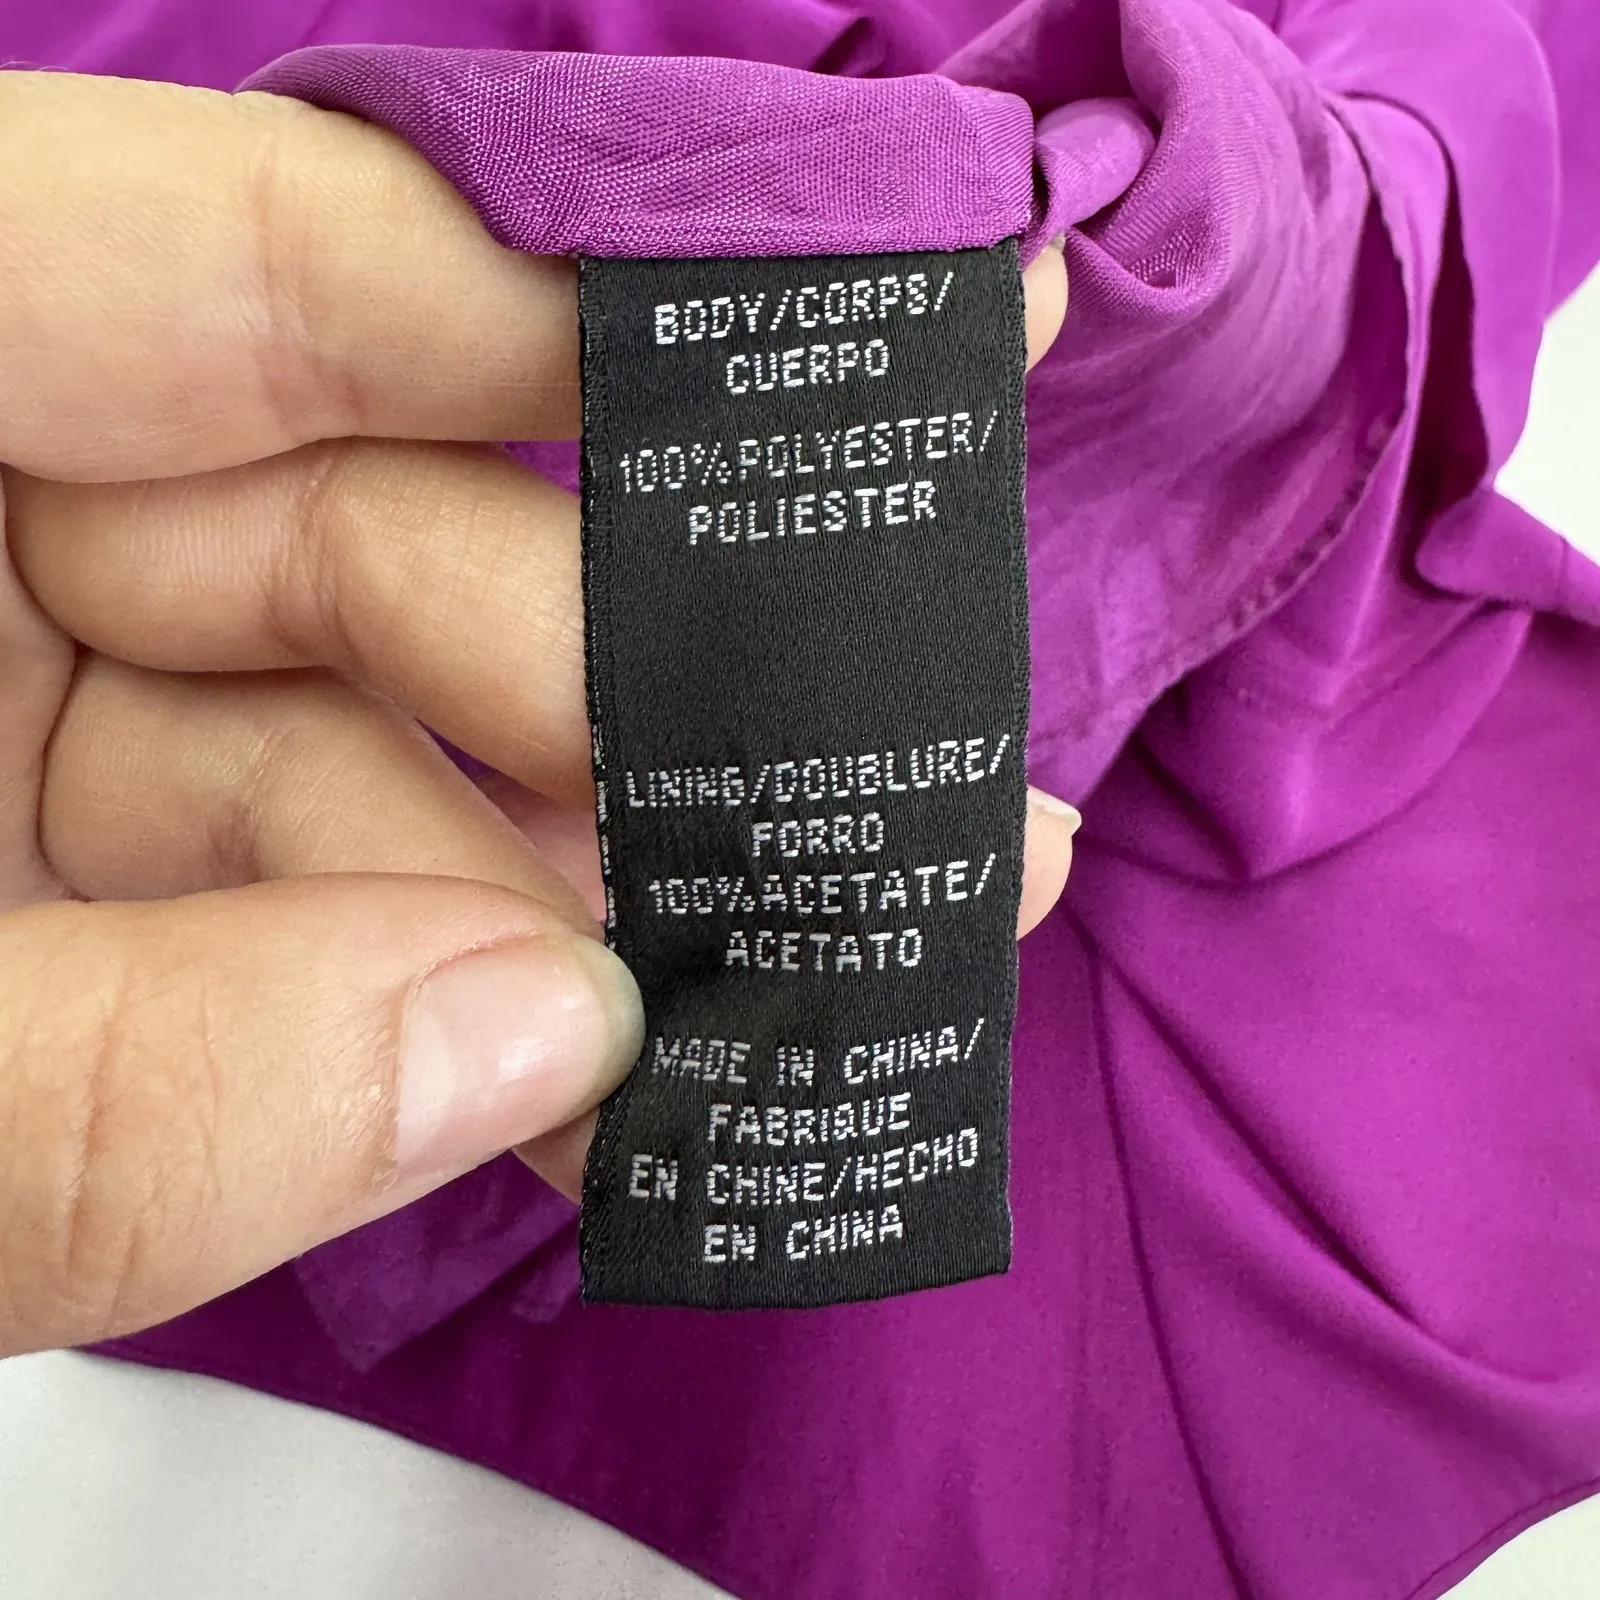 BODY/CORPS/
CUERPO
100%POLYESTER/
POLIESTER
LINING/DOUBLURE/
FORRO
100%ACETATE/
ACETATO
MADE IN CHINA/
FABRIQUE
EN CHINE/HECHO
EN CHINA